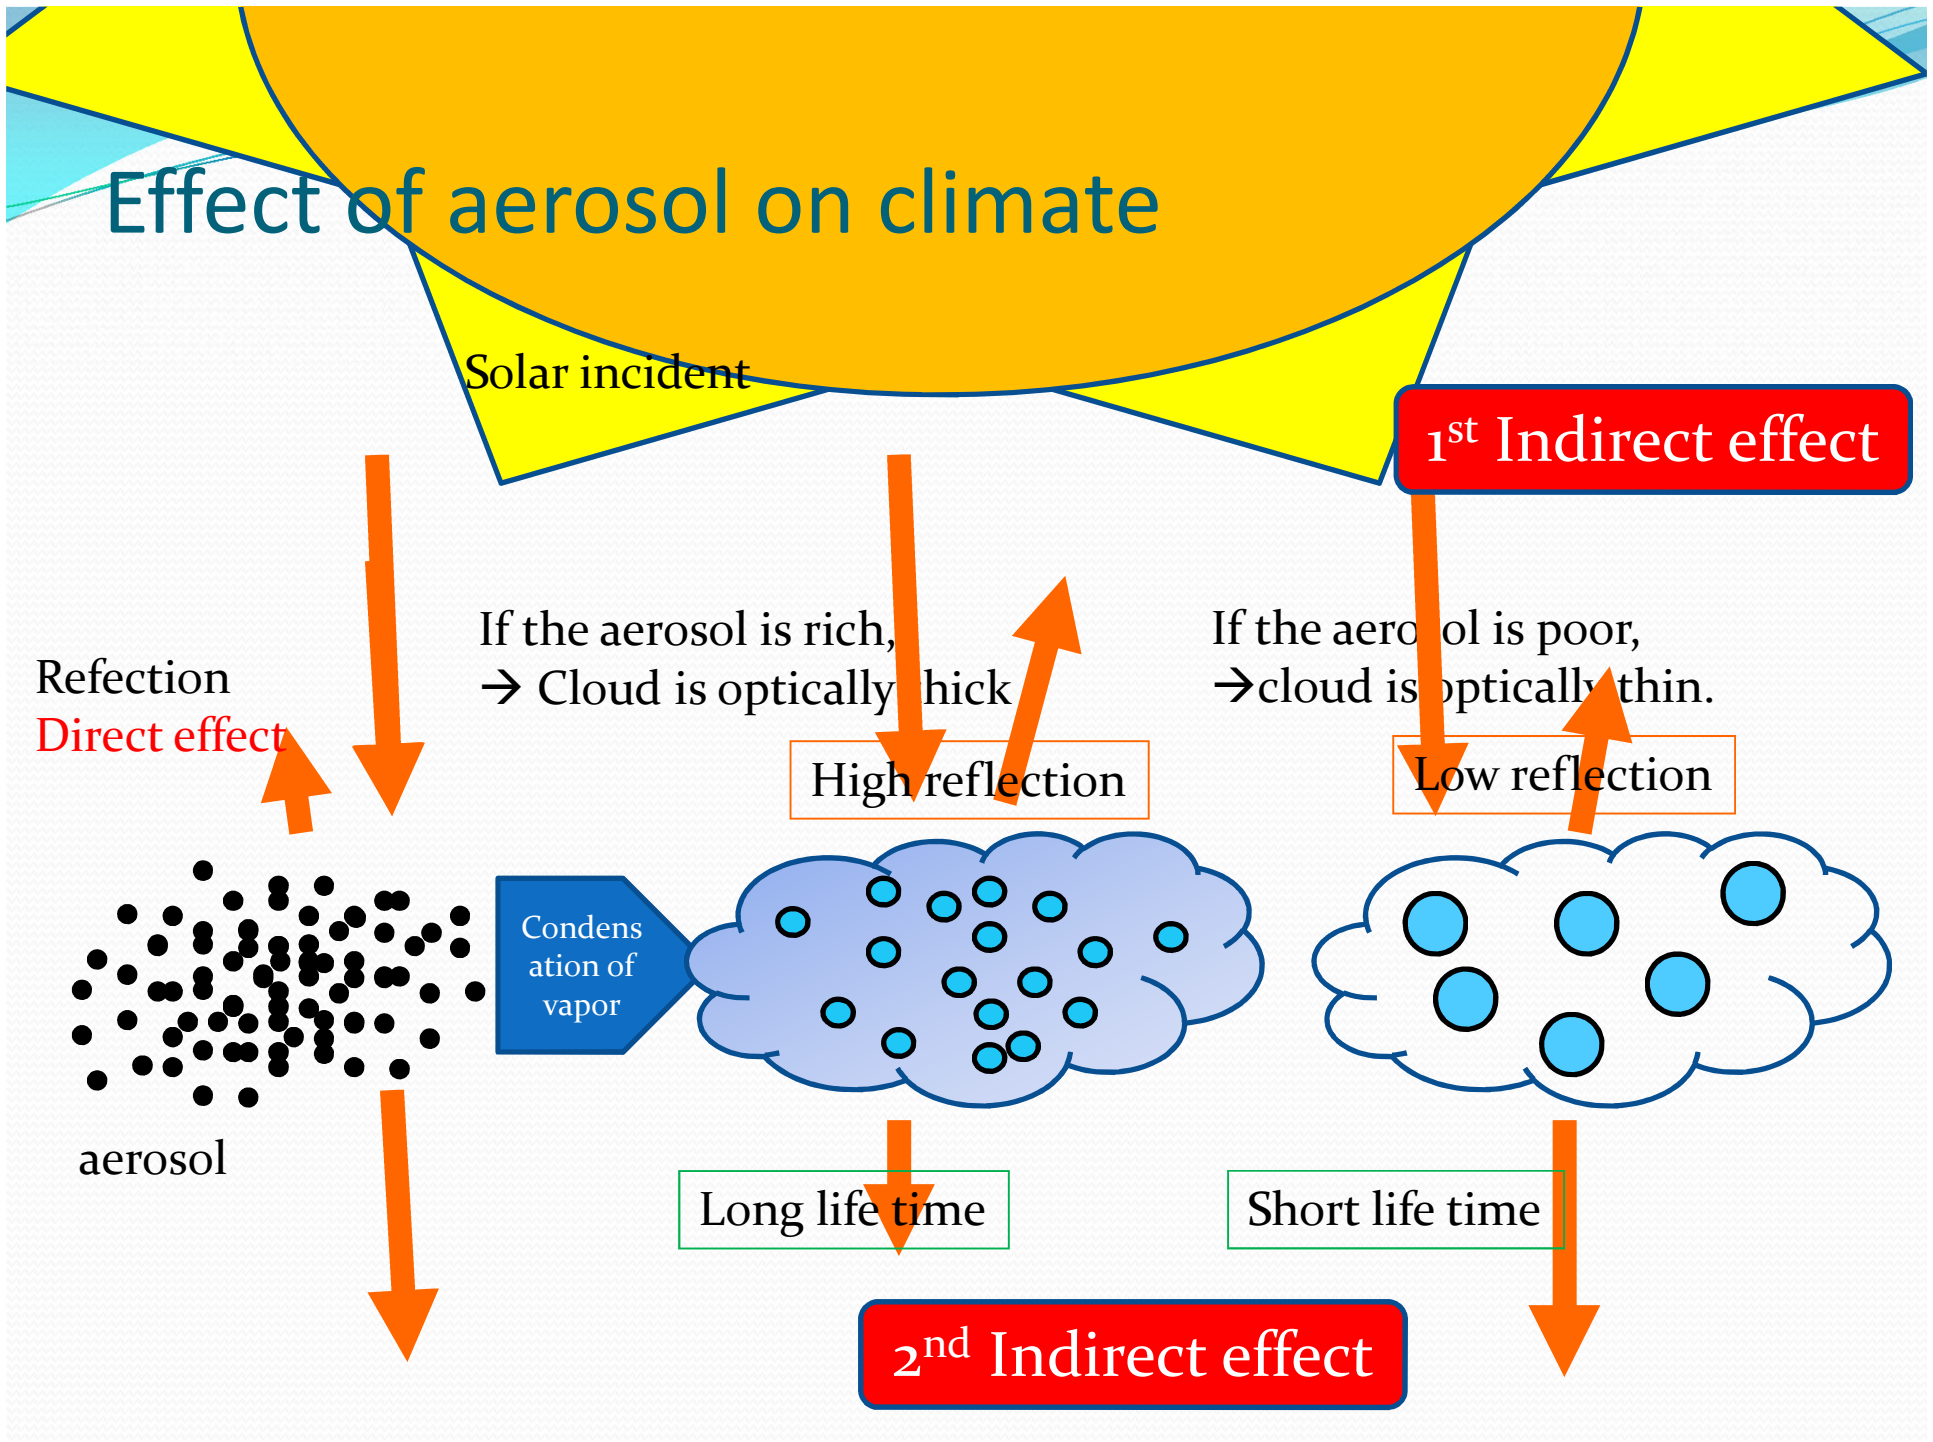 Effect of aerosol on climate
Solar incident
1st Indirect effect
If the aerosol is rich,
→ Cloud is optically thick
If the aerosol is poor,
→cloud is optically thin.
Refection
Direct effect
High reflection
Low reflection
Condens
ation of
vapor
aerosol
Long life time
Short life time
2nd Indirect effect